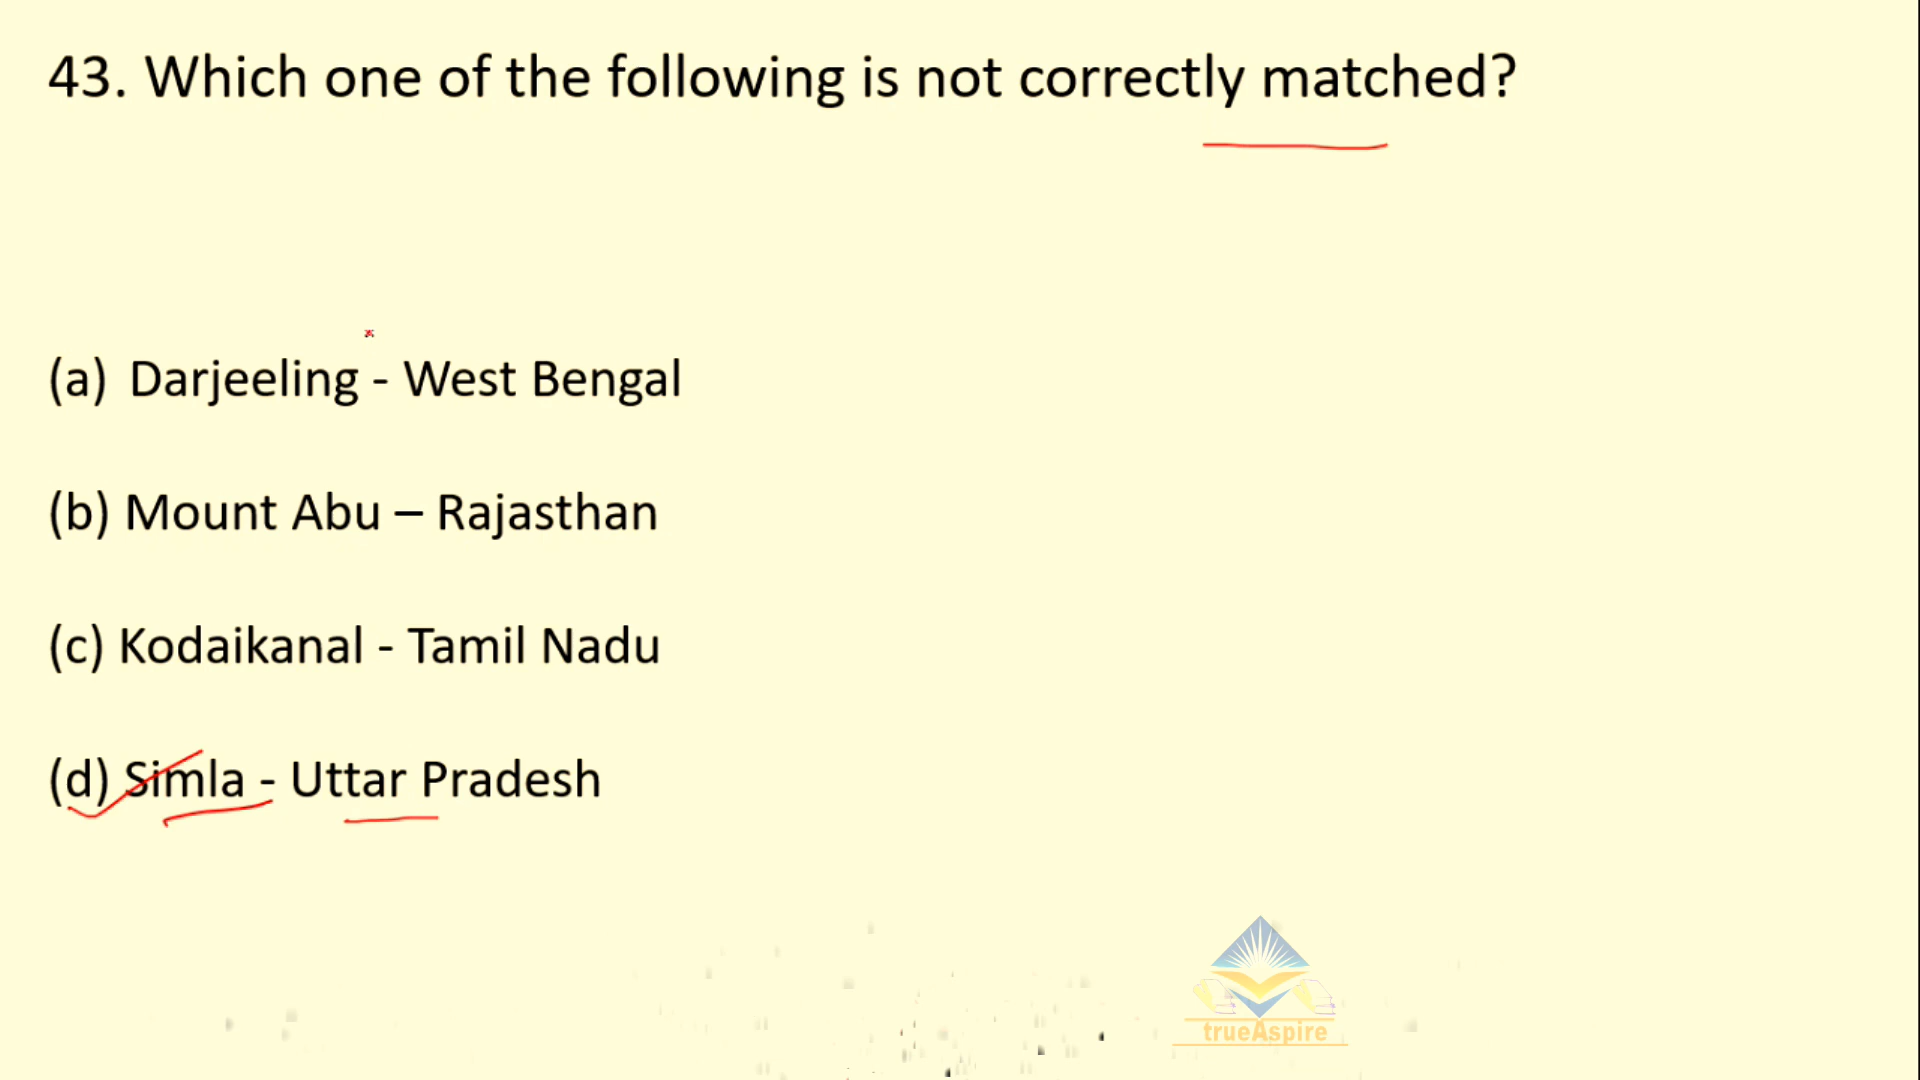 43. Which one of the following is not correctly matched?
(a) Darjeeling - West Bengal
(b) Mount Abu – Rajasthan
(c) Kodaikanal - Tamil Nadu
(d) Simla - Uttar Pradesh
trueAspire